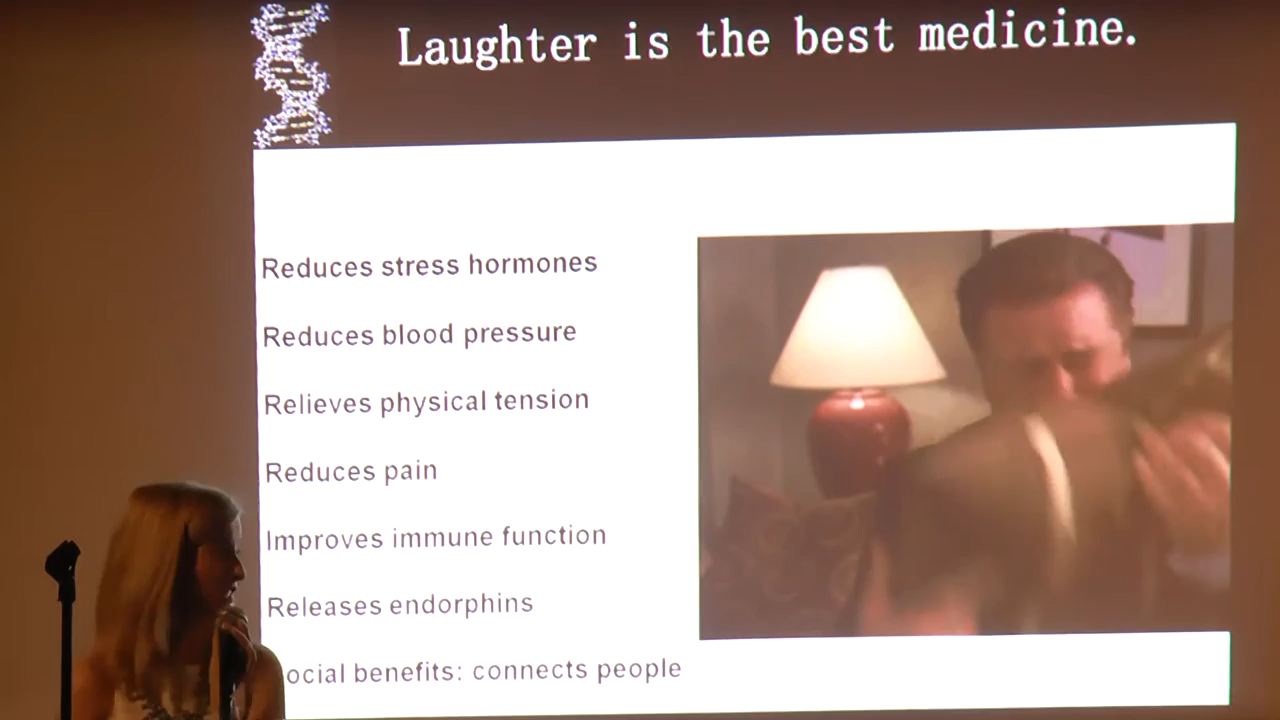 Laughter is the best medicine.
Reduces stress hormones
Reduces blood pressure
Relieves physical tension
Reduces pain
Improves immune function
Releases endorphins
ocial benefits: connects people